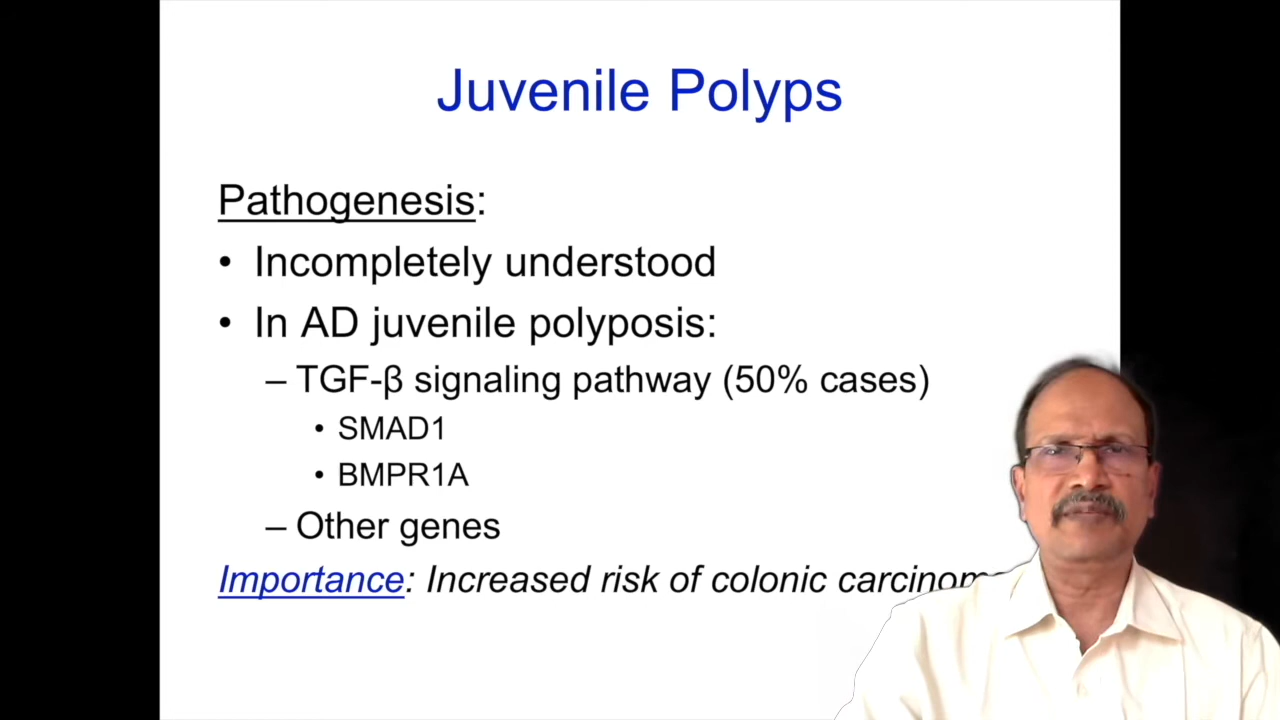 Juvenile Polyps
Pathogenesis:
• Incompletely understood
• In AD juvenile polyposis:
– TGF-β signaling pathway (50% cases)
• SMAD1
• BMPR1A
– Other genes
Importance: Increased risk of colonic carcinom